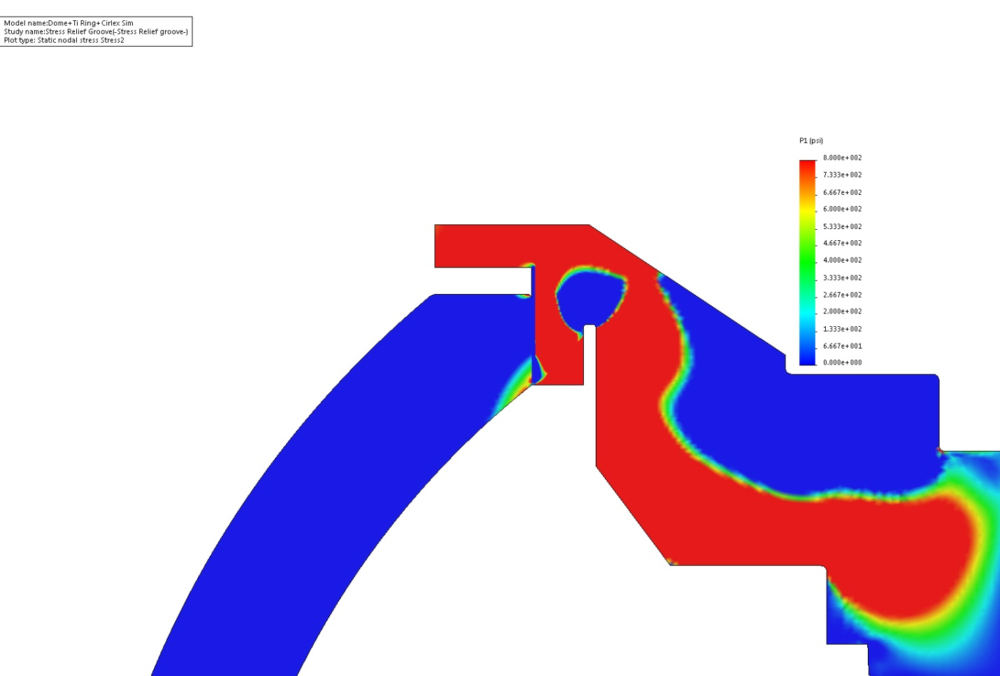 Model name:Dome+Ti Ring+Cirlex Sim
Study name:Stress Relief Groove(-Stress Relief groove-)
Plot type: Static nodal stress Stress2
P1 (psi)
8.000e+002
7.333e+002
6.667e+002
6.000e+002
5.333e+002
4.667e+002
4.000e+002
3.333e+002
2.667e+002
2.000e+002
1.333e+002
6.667e+001
0.000e+000